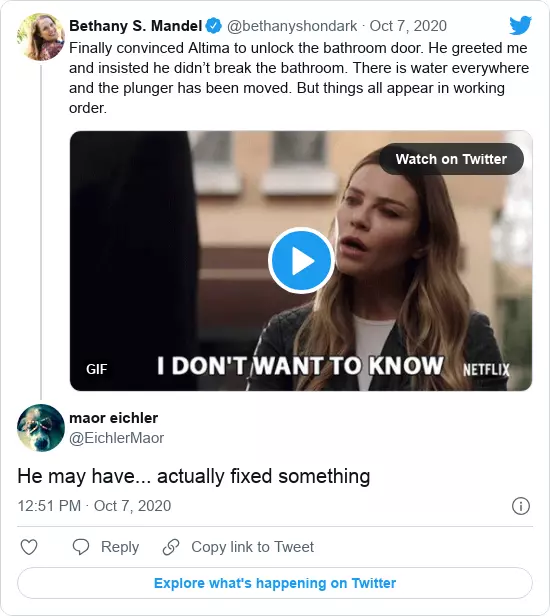 Bethany S. Mandel @bethanyshondark · Oct 7, 2020
Finally convinced Altima to unlock the bathroom door. He greeted me
and insisted he didn’t break the bathroom. There is water everywhere
and the plunger has been moved. But things all appear in working
order.
Watch on Twitter
GIF
I DON'T WANT TO KNOW
NETFLIX
maor eichler
@EichlerMaor
He may have... actually fixed something
12:51 PM · Oct 7, 2020
Reply
Copy link to Tweet
Explore what's happening on Twitter